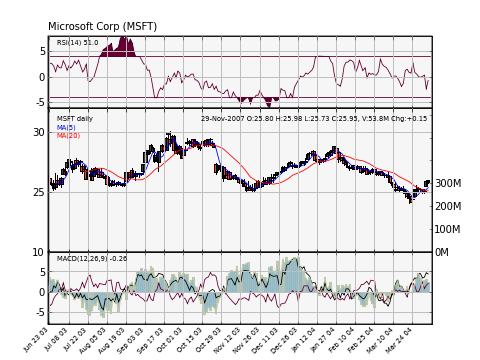 Microsoft Corp (MSFT)
RSI(14) 51.0
5
0
-5
MSFT daily
29-Nov-2007 O:25.80 H:25.98 L:25.73 C:25.95, V:53.8M Chg:+0.15
MA(5)
MA(20)
30
25
10
300M
200M
100M
0M
MACD(12,26,9) -0.26
5
0
-5
Jun 23 03
Jul 08 03
Jul 22 03
Aug 05 03
Aug 19 03
Sep 03 03
Sep 17 03
Oct 01 03
Oct 15 03
Oct 29 03
Nov 12 03
Nov 26 03
Dec 11 03
Dec 26 03
Jan 12 04
Jan 27 04
Feb 10 04
Feb 25 04
Mar 10 04
Mar 24 04